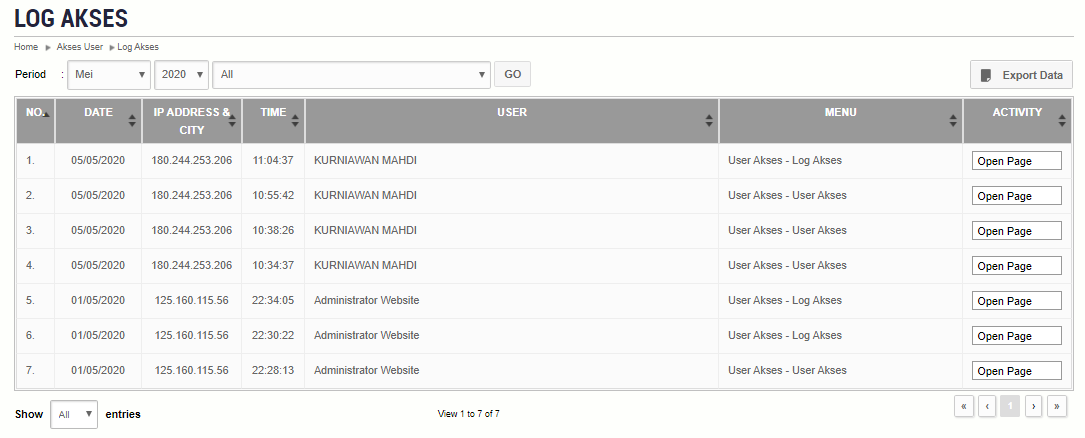 LOG AKSES
Home Akses User Log Akses
Period : Mei 2020 All GO Export Data
NO. DATE IP ADDRESS & CITY TIME USER MENU ACTIVITY
1. 05/05/2020 180.244.253.206 11:04:37 KURNIAWAN MAHDI User Akses - Log Akses Open Page
2. 05/05/2020 180.244.253.206 10:55:42 KURNIAWAN MAHDI User Akses - User Akses Open Page
3. 05/05/2020 180.244.253.206 10:38:26 KURNIAWAN MAHDI User Akses - User Akses Open Page
4. 05/05/2020 180.244.253.206 10:34:37 KURNIAWAN MAHDI User Akses - User Akses Open Page
5. 01/05/2020 125.160.115.56 22:34:05 Administrator Website User Akses - Log Akses Open Page
6. 01/05/2020 125.160.115.56 22:30:22 Administrator Website User Akses - Log Akses Open Page
7. 01/05/2020 125.160.115.56 22:28:13 Administrator Website User Akses - User Akses Open Page
Show All entries View 1 to 7 of 7 « ‹ 1 › »